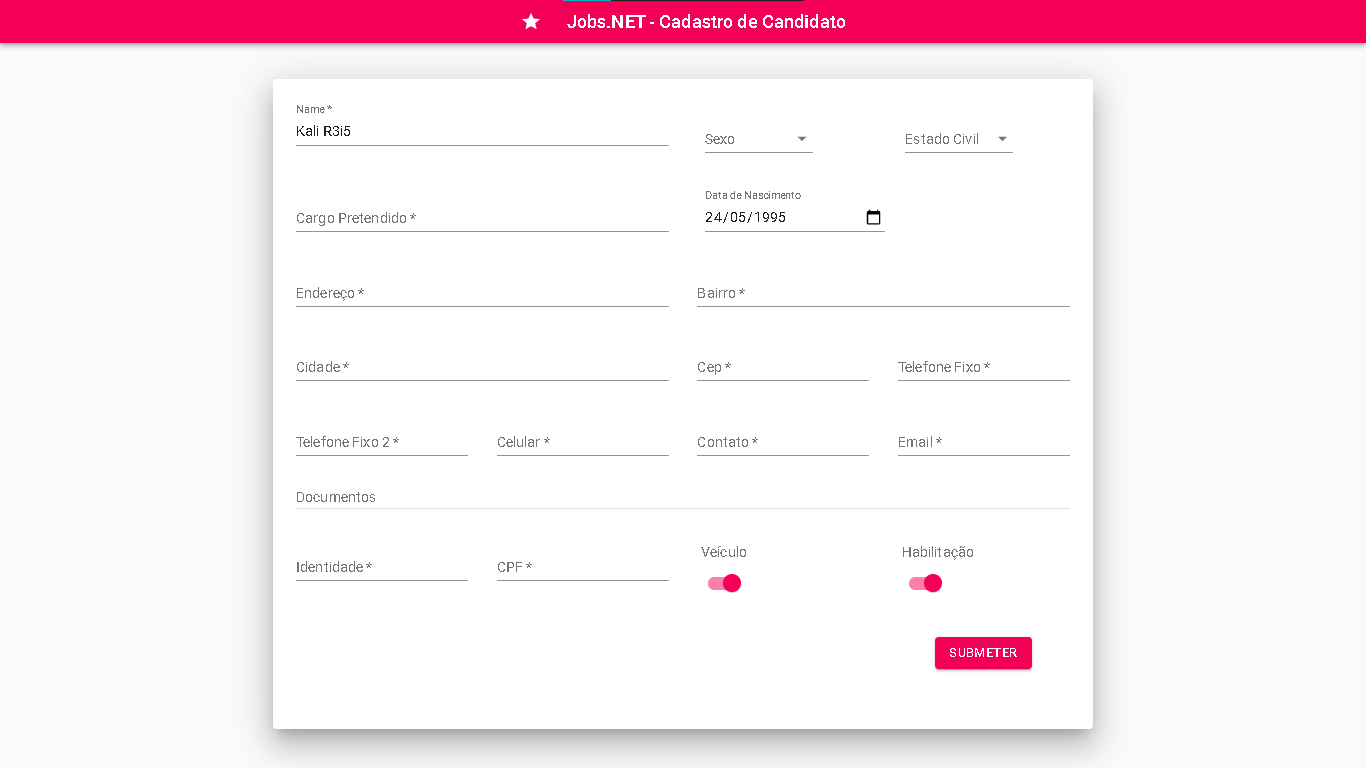 Jobs.NET - Cadastro de Candidato
Name *
Kali R3i5
Sexo
Estado Civil
Cargo Pretendido *
Data de Nascimento
24/05/1995
Endereço *
Bairro *
Cidade *
Cep *
Telefone Fixo *
Telefone Fixo 2 *
Celular *
Contato *
Email *
Documentos
Identidade *
CPF *
Veículo
Habilitação
SUBMETER